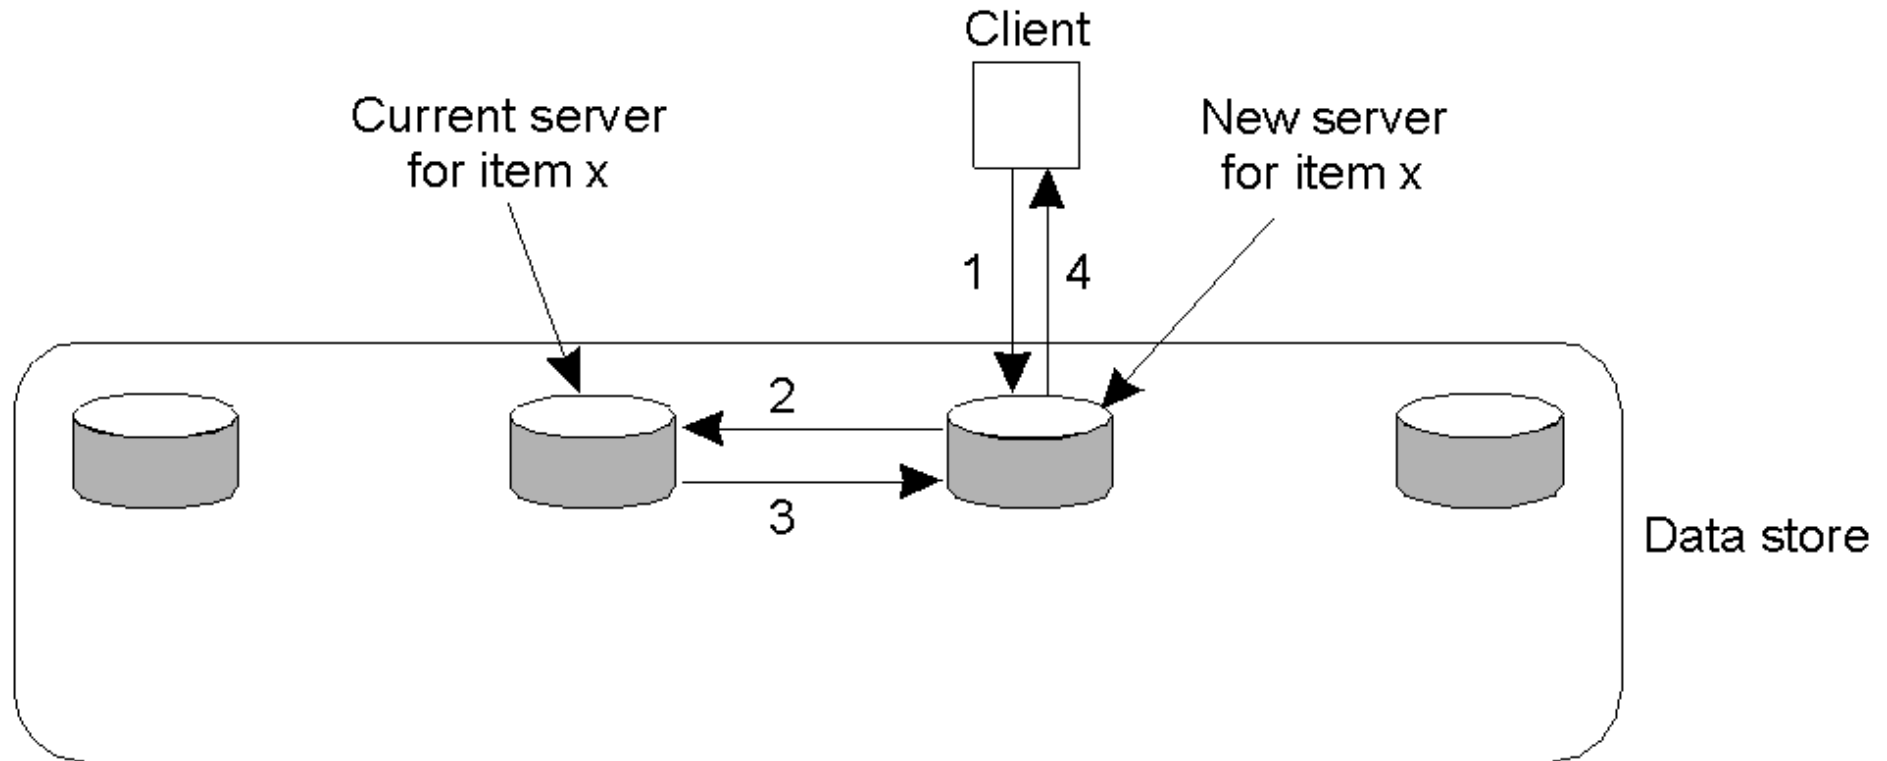 Client
Current server
for item x
New server
for item x
1
4
2
3
Data store